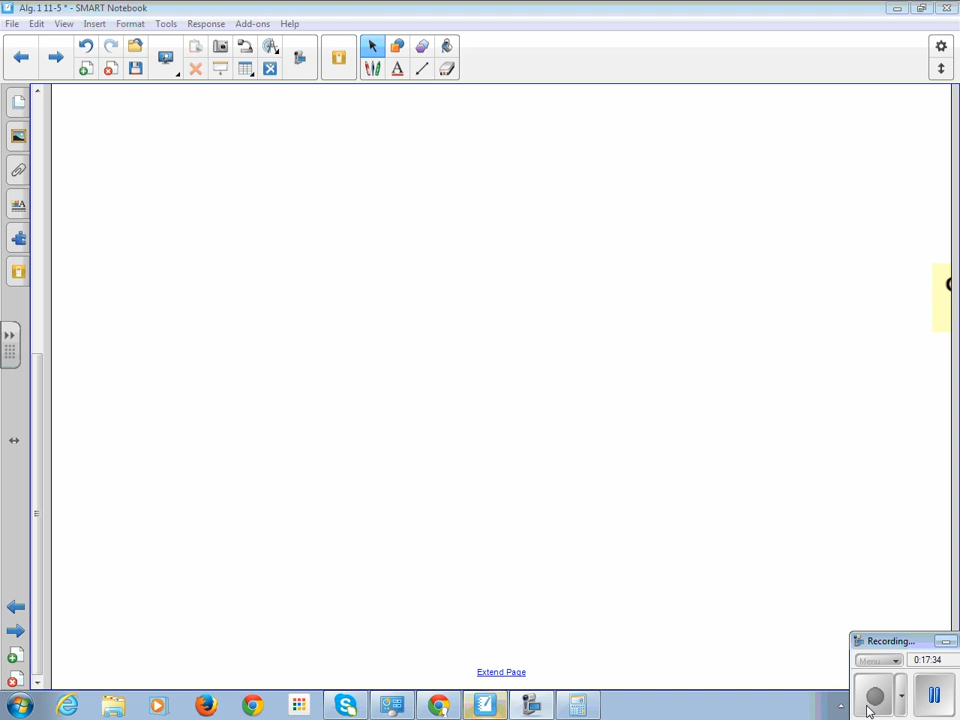 Alg.1 11-5 * - SMART Notebook
File Edit View Insert Format Tools Response Add-ons Help
Extend Page
Recording...
Menu
0:17:34